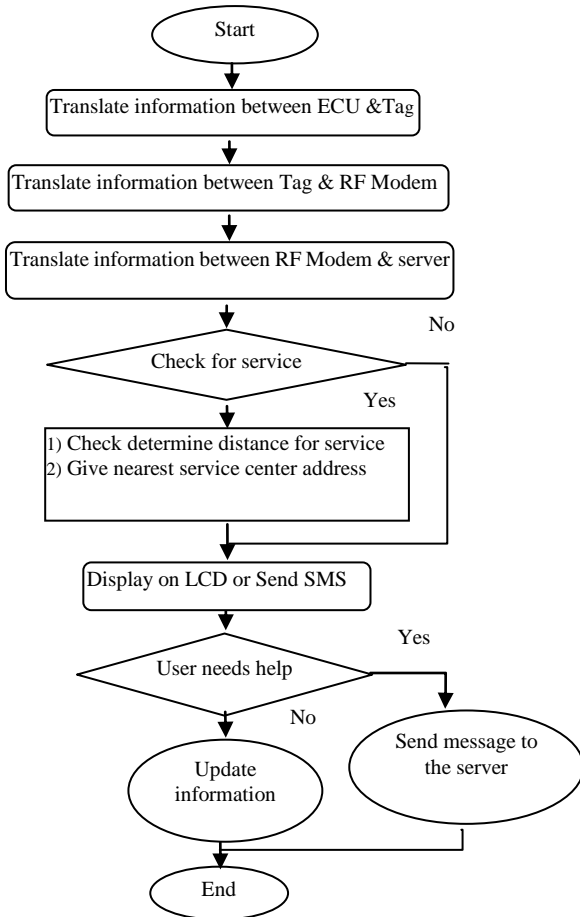 Start
Translate information between ECU &Tag
Translate information between Tag & RF Modem
Translate information between RF Modem & server
No
Check for service
Yes
1) Check determine distance for service
2) Give nearest service center address
Display on LCD or Send SMS
Yes
User needs help
No
Send message to
the server
Update
information
End